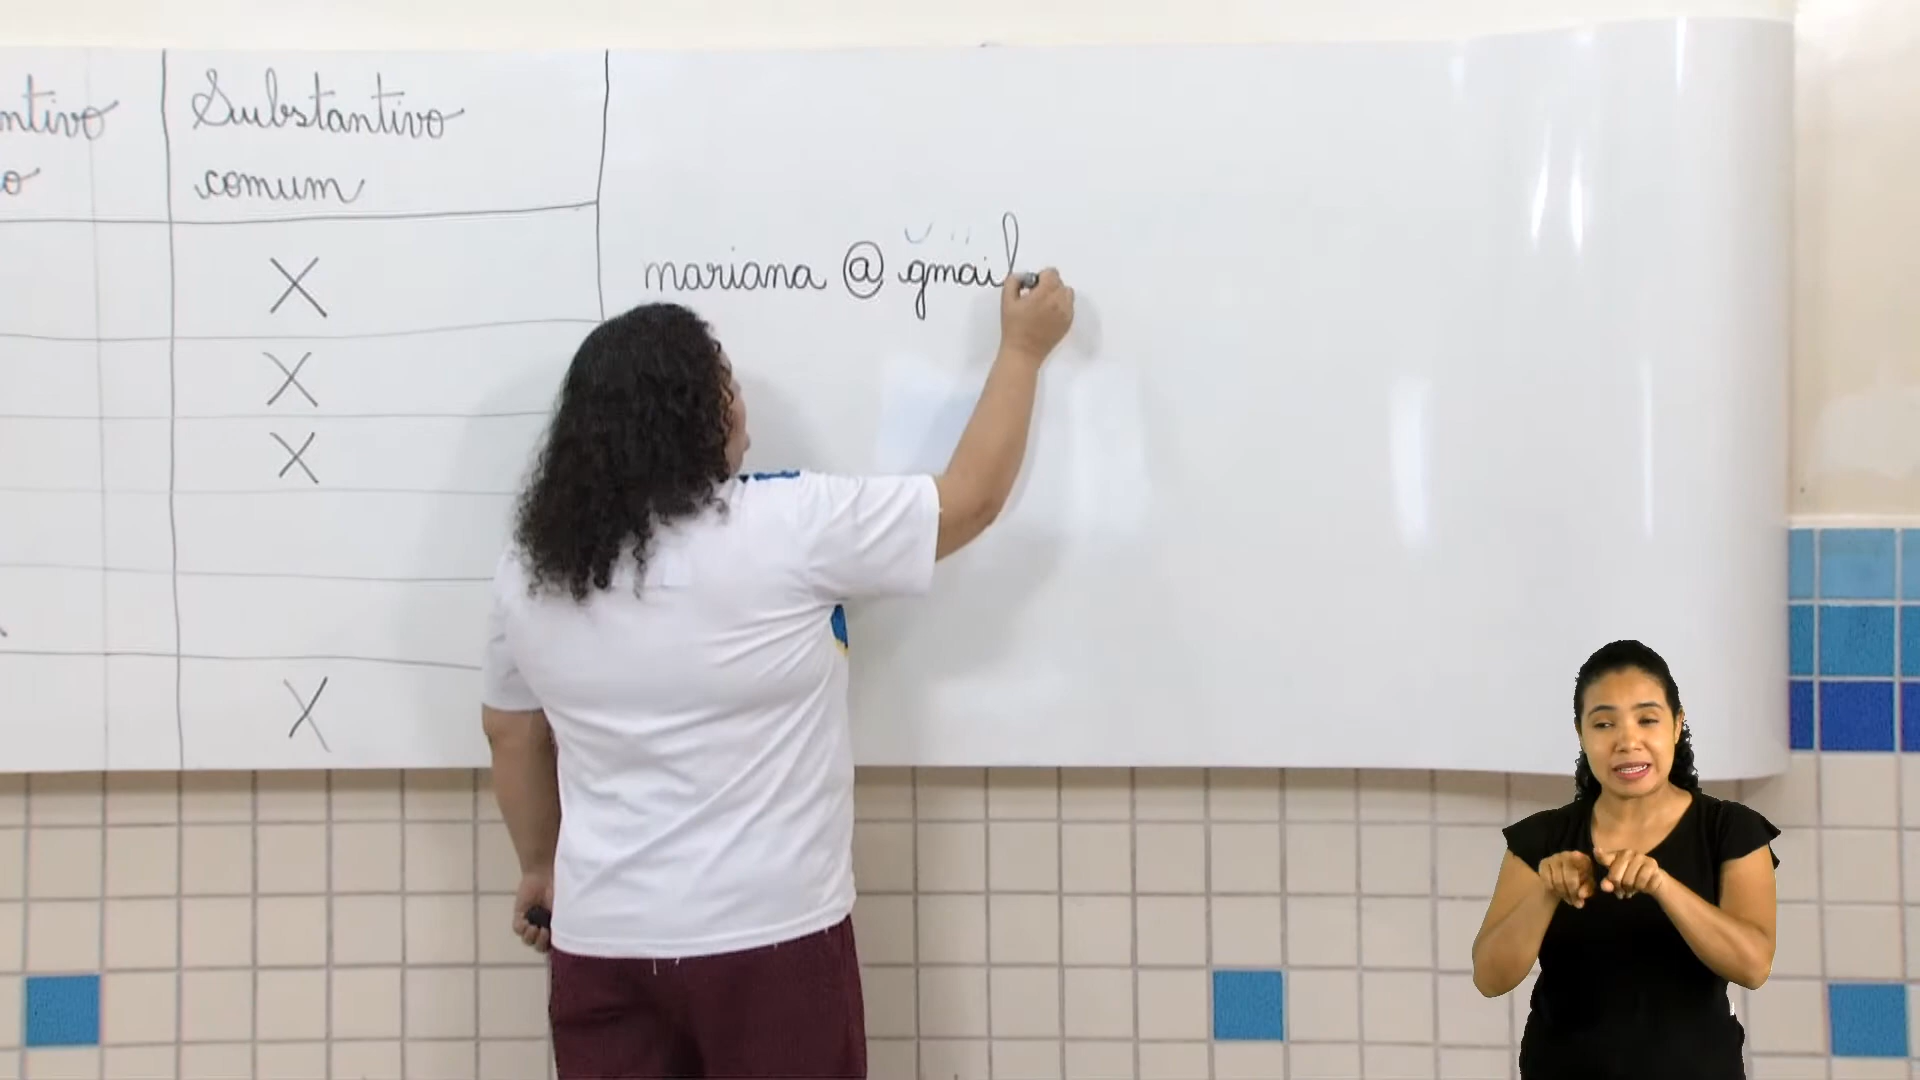 ntivo
o
Substantivo
comum
X
X
X
X
mariana @ gmail